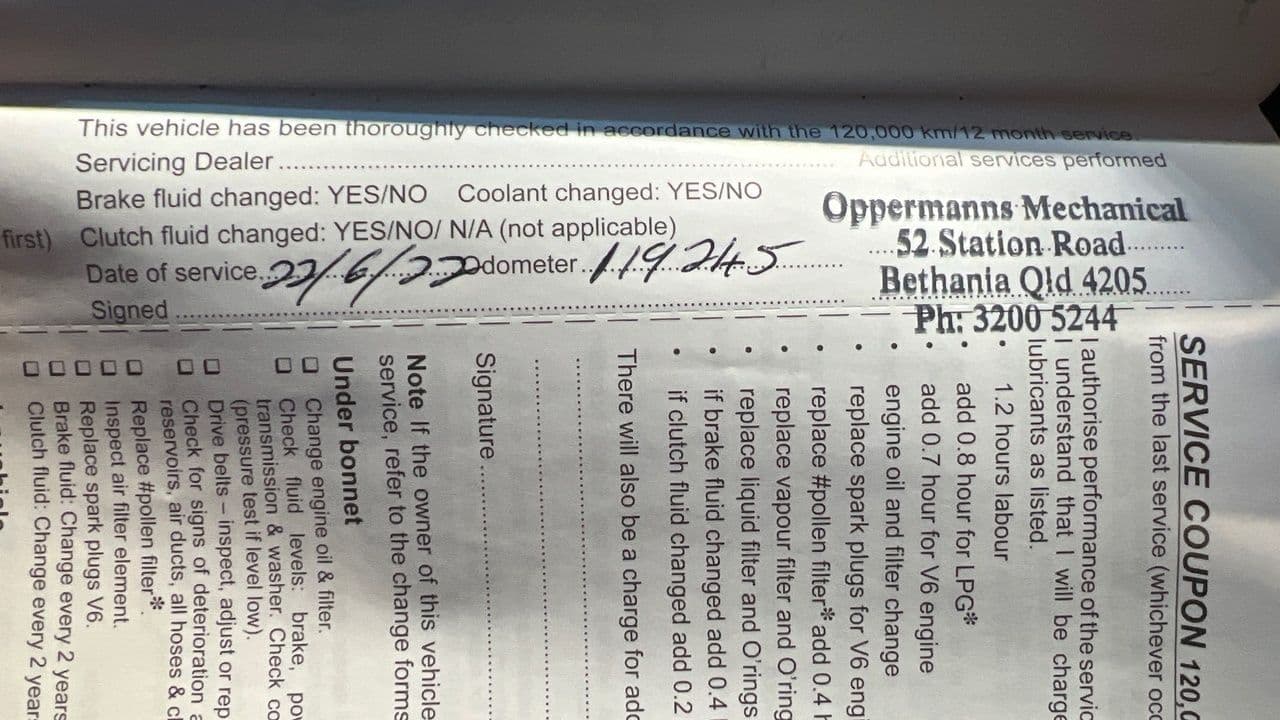 This vehicle has been thoroughly checked in accordance with the 120,000 km/12 month service.
Servicing Dealer
Additional services performed
Brake fluid changed: YES/NO Coolant changed: YES/NO
Clutch fluid changed: YES/NO/ N/A (not applicable)
Date of service 22/6/22 Odometer 119245
Signed
Oppermanns Mechanical
52 Station Road
Bethania Qld 4205
Ph: 3200 5244
first)
SERVICE COUPON 120,
from the last service (whichever
I authorise performance of the
I understand that I will be
lubricants as listed.
• 1.2 hours labour
• add 0.8 hour for LPG*
• add 0.7 hour for V6 engine
• engine oil and filter change
• replace spark plugs for V6
• replace #pollen filter* add 0.4
• replace vapour filter and
• replace liquid filter and O'rings
• if brake fluid changed add 0.4
• if clutch fluid changed add 0.2
There will also be a charge for
Signature
Note If the owner of this vehicle
service, refer to the change forms
Under bonnet
Change engine oil & filter.
Check fluid levels: brake,
transmission & washer. Check
(pressure test if level low).
Drive belts – inspect, adjust or
Check for signs of deterioration
reservoirs, air ducts, all hoses &
Replace #pollen filter*.
Inspect air filter element.
Replace spark plugs V6.
Brake fluid: Change every 2 years
Clutch fluid: Change every 2